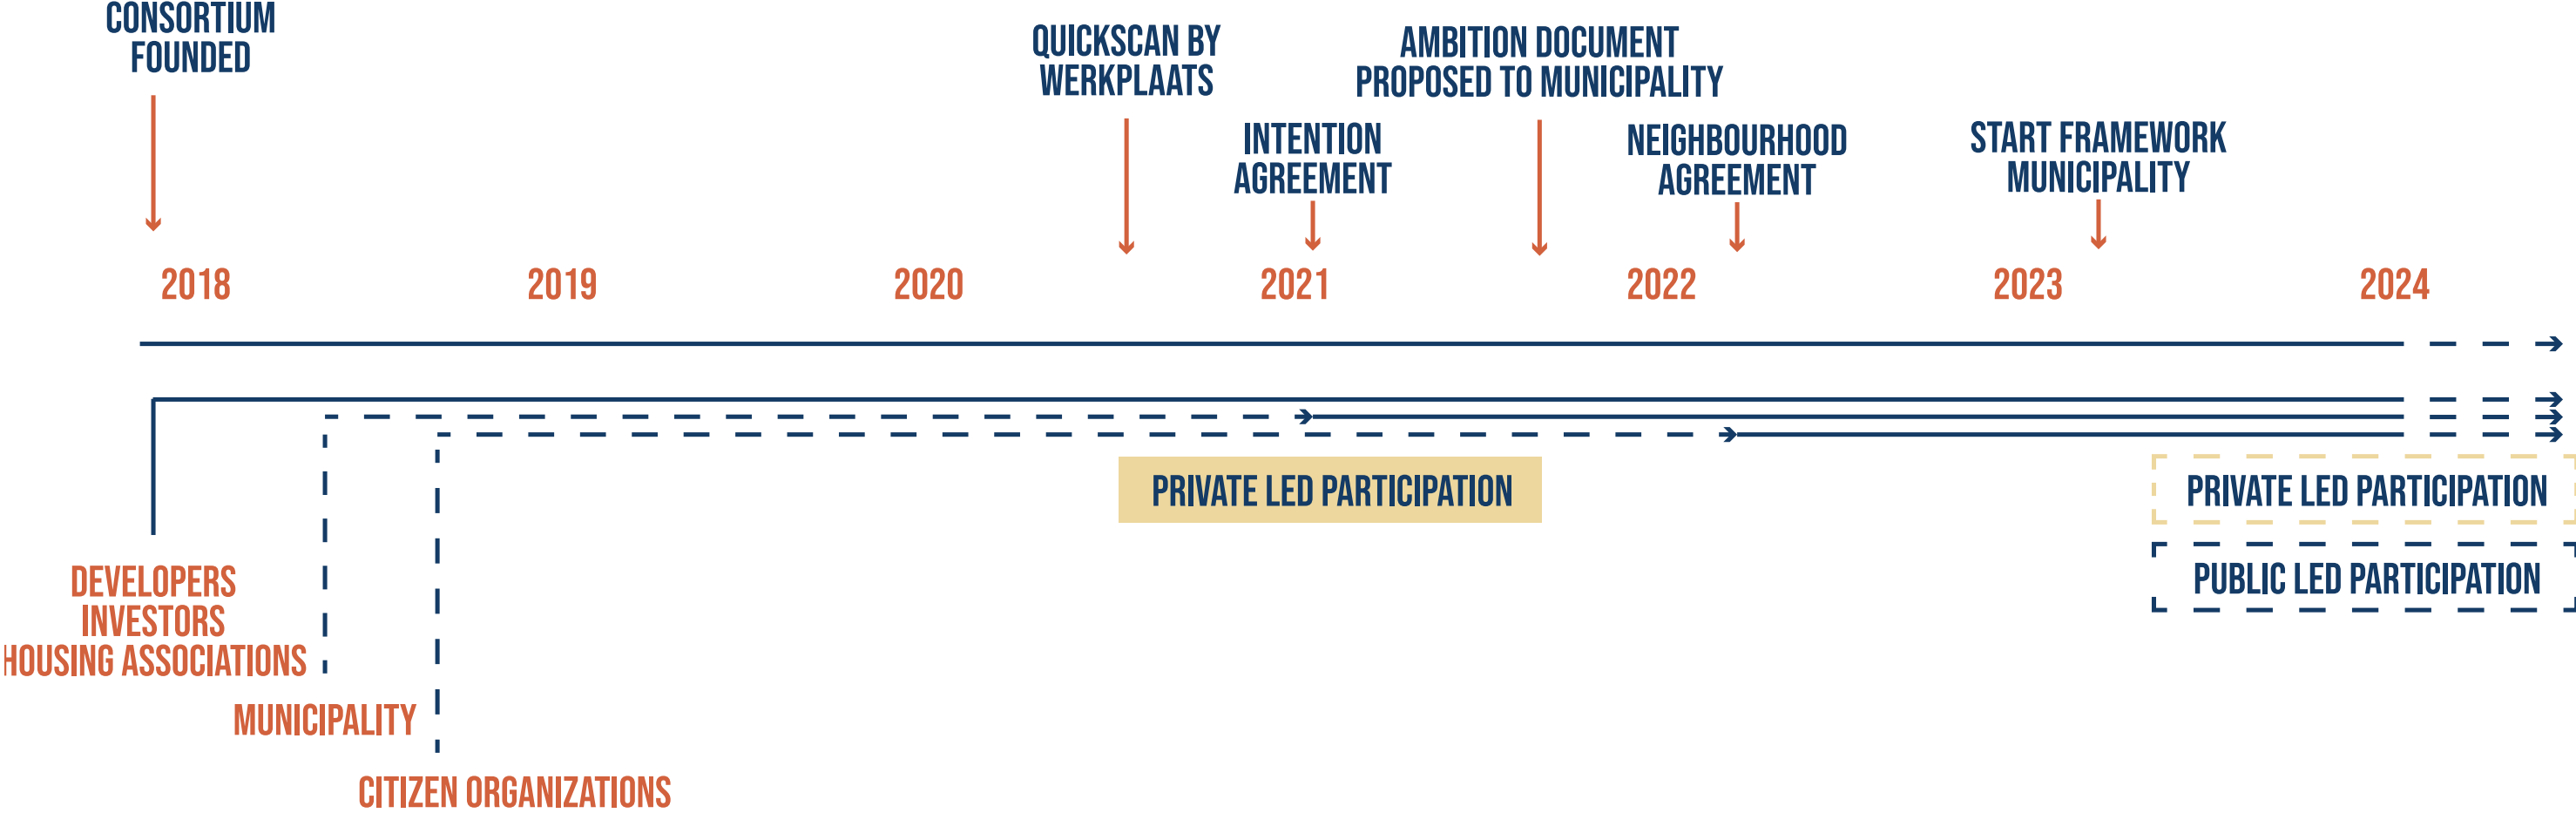 CONSORTIUM
FOUNDED
QUICKSCAN BY
WERKPLAATS
INTENTION
AGREEMENT
AMBITION DOCUMENT
PROPOSED TO MUNICIPALITY
NEIGHBOURHOOD
AGREEMENT
START FRAMEWORK
MUNICIPALITY
2018 2019 2020 2021 2022 2023 2024
PRIVATE LED PARTICIPATION
PRIVATE LED PARTICIPATION
PUBLIC LED PARTICIPATION
DEVELOPERS
INVESTORS
HOUSING ASSOCIATIONS
MUNICIPALITY
CITIZEN ORGANIZATIONS